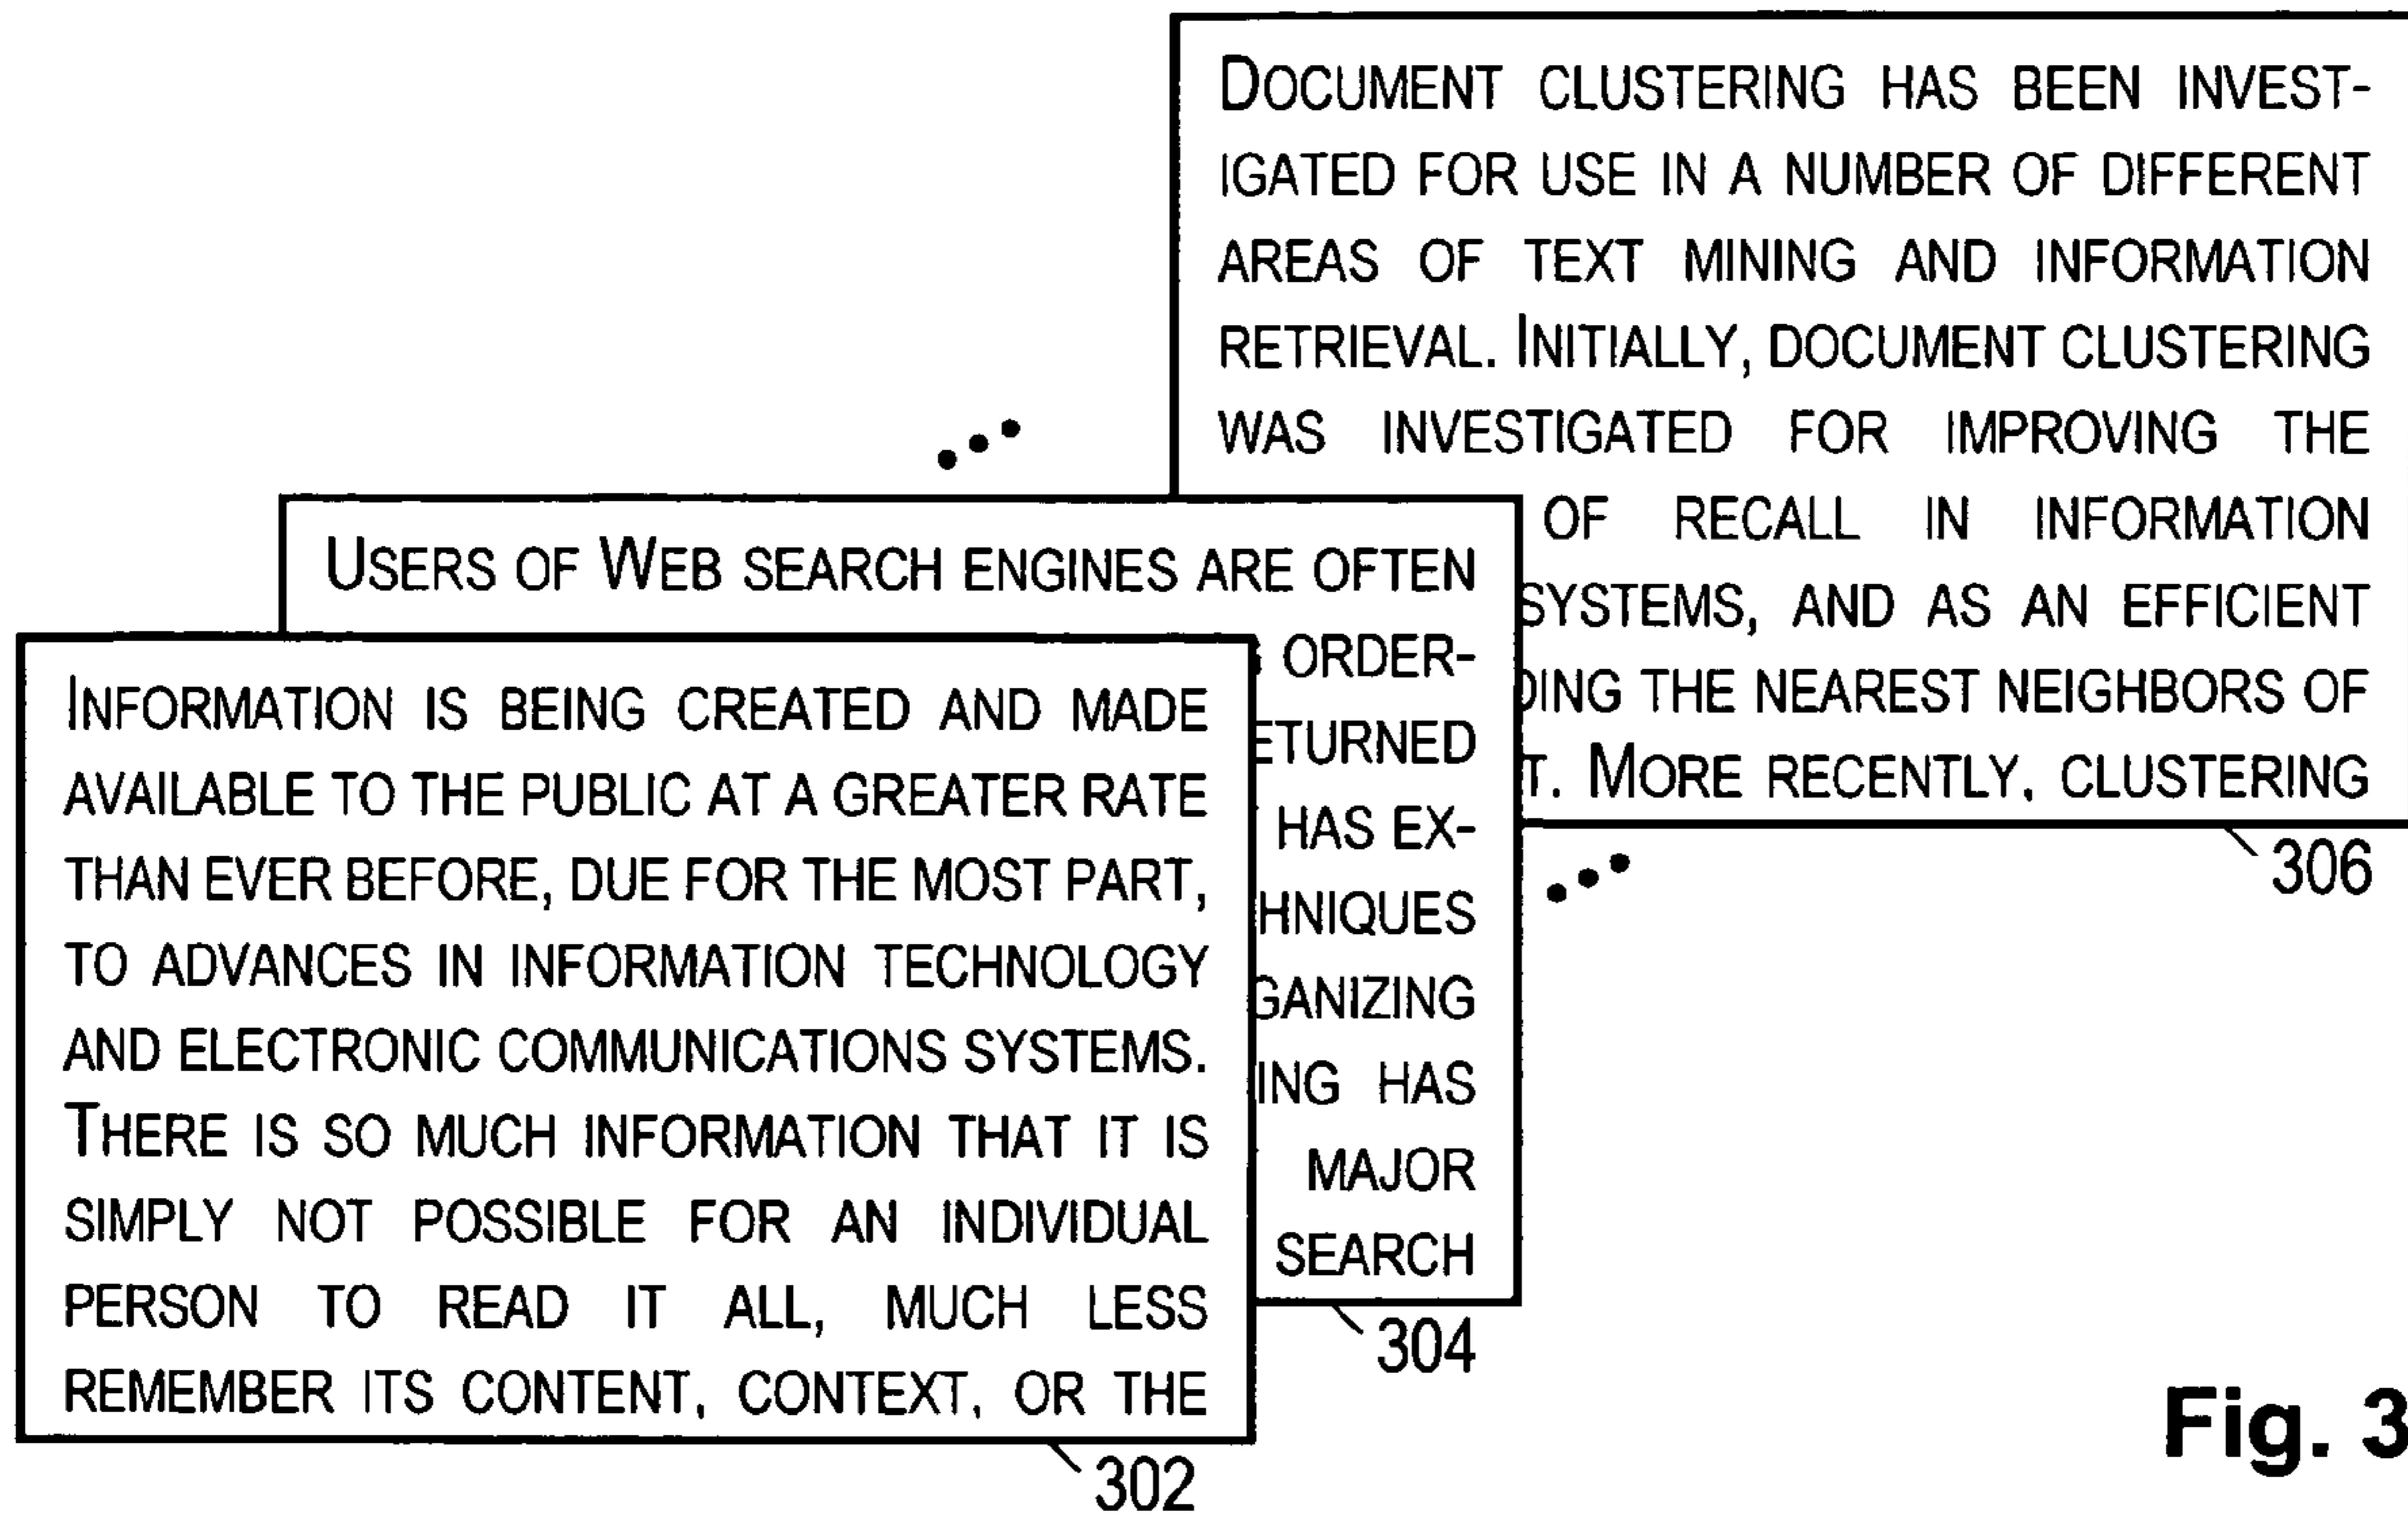 DOCUMENT CLUSTERING HAS BEEN INVEST-
IGATED FOR USE IN A NUMBER OF DIFFERENT
AREAS OF TEXT MINING AND INFORMATION
RETRIEVAL. INITIALLY, DOCUMENT CLUSTERING
WAS INVESTIGATED FOR IMPROVING THE
OF RECALL IN INFORMATION
SYSTEMS, AND AS AN EFFICIENT
THE NEAREST NEIGHBORS OF
MORE RECENTLY, CLUSTERING
306
USERS OF WEB SEARCH ENGINES ARE OFTEN
ORDER-
ETURNED
HAS EX-
HNIQUES
GANIZING
ING HAS
MAJOR
SEARCH
304
INFORMATION IS BEING CREATED AND MADE
AVAILABLE TO THE PUBLIC AT A GREATER RATE
THAN EVER BEFORE, DUE FOR THE MOST PART,
TO ADVANCES IN INFORMATION TECHNOLOGY
AND ELECTRONIC COMMUNICATIONS SYSTEMS.
THERE IS SO MUCH INFORMATION THAT IT IS
SIMPLY NOT POSSIBLE FOR AN INDIVIDUAL
PERSON TO READ IT ALL, MUCH LESS
REMEMBER ITS CONTENT, CONTEXT, OR THE
302
Fig. 3